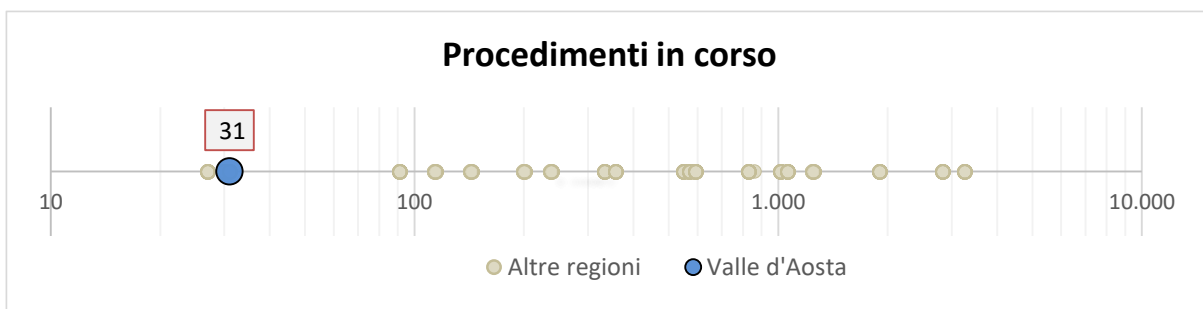 Procedimenti in corso
31
10 100 1.000 10.000
Altre regioni Valle d'Aosta